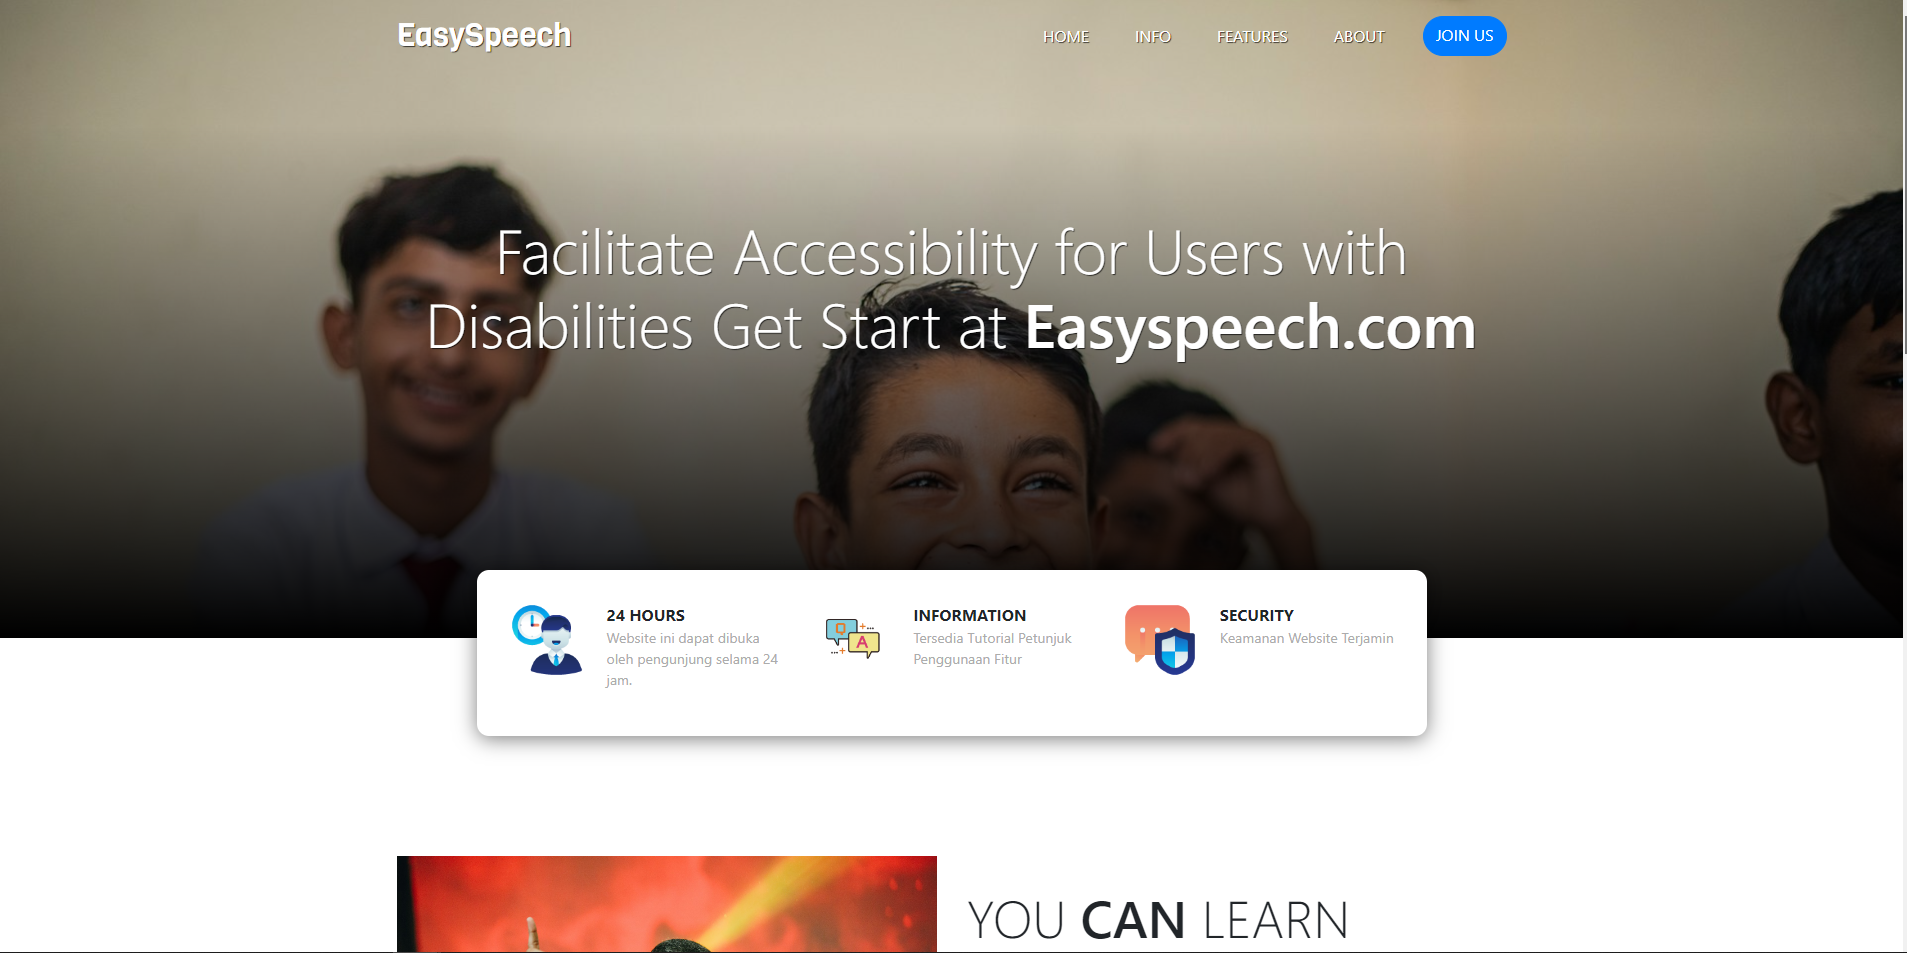 EasySpeech
HOME INFO FEATURES ABOUT JOIN US
Facilitate Accessibility for Users with
Disabilities Get Start at Easyspeech.com
24 HOURS
Website ini dapat dibuka
oleh pengunjung selama 24
jam.
Q
A
INFORMATION
Tersedia Tutorial Petunjuk
Penggunaan Fitur
SECURITY
Keamanan Website Terjamin
YOU CAN LEARN